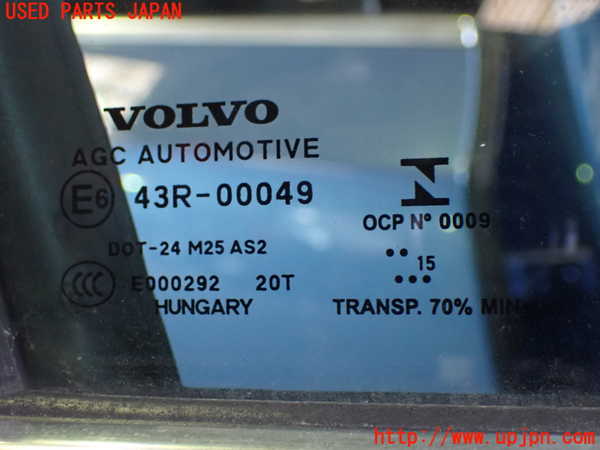 USED PARTS JAPAN
VOLVO
AGC AUTOMOTIVE
E6 43R-00049
OCP Nº 0009
DOT-24 M25 AS2
•• 15
•••
CCC E000292 20T
HUNGARY
TRANSP. 70% MIN
http://www.upjpn.com/